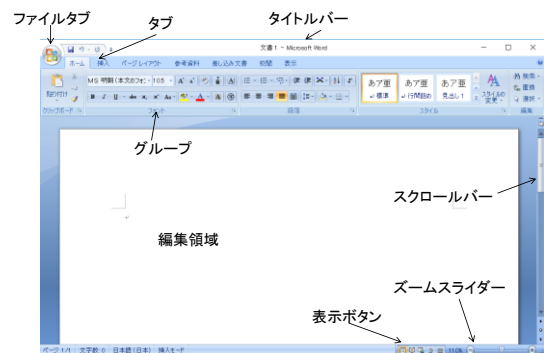 ファイルタブ
タブ
タイトルバー
文書 1 - Microsoft Word
ホーム 挿入 ページ レイアウト 参考資料 差し込み文書 校閲 表示
MS 明朝 (本文のフォン 10.5
貼り付け
あア亜 あア亜 あア亜
標準 行間詰め 見出し 1
スタイルの
変更
検索
置換
選択
クリップボード フォント 段落 スタイル 編集
グループ
スクロールバー
編集領域
ズームスライダー
表示ボタン
ページ 1/1 文字数: 0 日本語 (日本) 挿入モード 110%